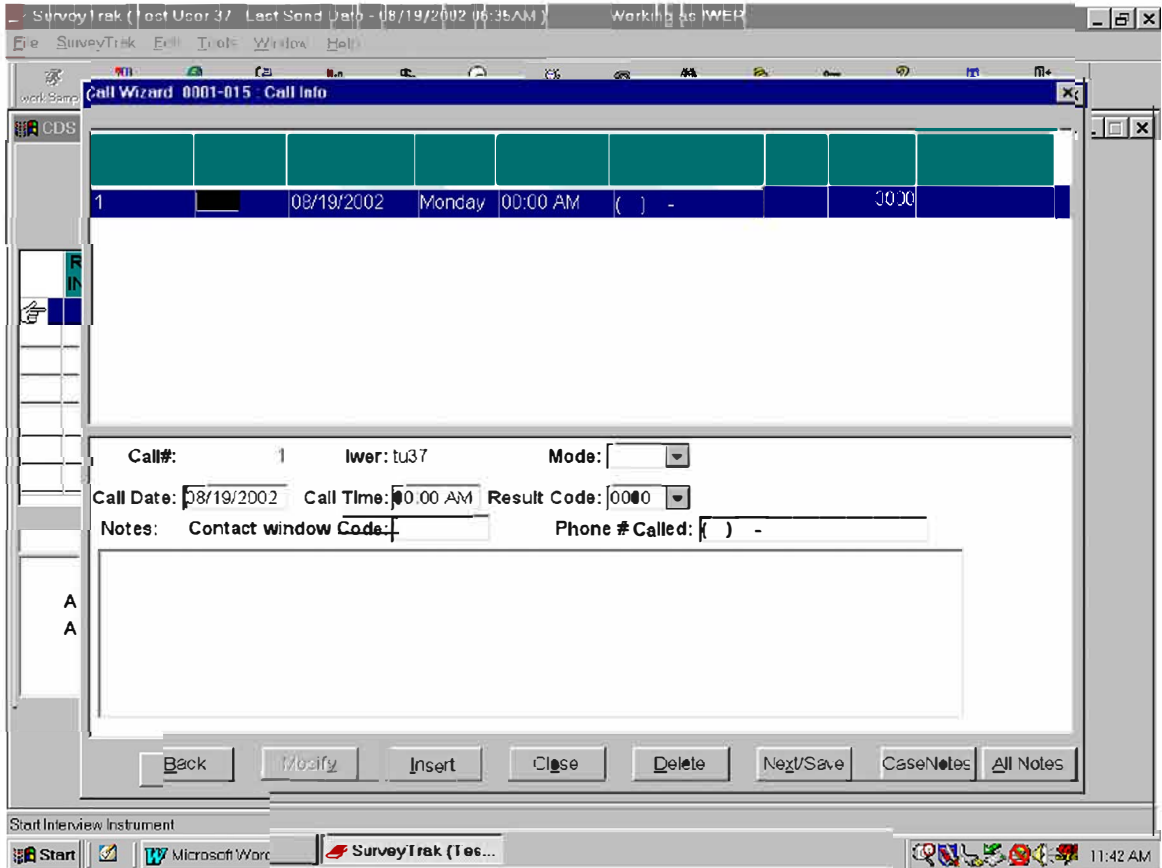 SurveyTrak (Test User 37 Last Send Date - 08/19/2002 06:35AM ) Working as IWER
File SurveyTrak Edit Tools Window Help
work Samp
Call Wizard 0001-015 : Call Info
CDS
1 08/19/2002 Monday 00:00 AM ( ) - 0000
R
IN
Call#: 1 Iwer: tu37 Mode:
Call Date: 08/19/2002 Call Time: 00:00 AM Result Code: 0000
Notes: Contact window Code: Phone # Called: ( ) -
A
A
Back Modify Insert Close Delete Next/Save CaseNotes All Notes
Start Interview Instrument
Start Microsoft Word SurveyTrak (Tes... 11:42 AM